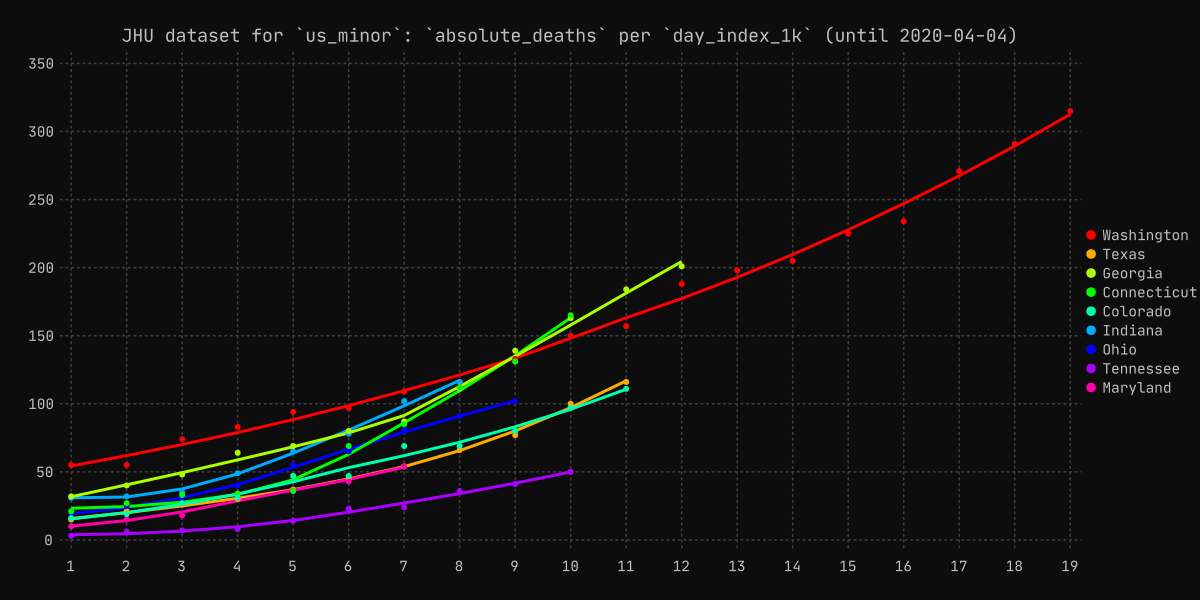 JHU dataset for `us_minor`: `absolute_deaths` per `day_index_1k` (until 2020-04-04)
350
300
250
200
150
100
50
0
1 2 3 4 5 6 7 8 9 10 11 12 13 14 15 16 17 18 19
Washington
Texas
Georgia
Connecticut
Colorado
Indiana
Ohio
Tennessee
Maryland